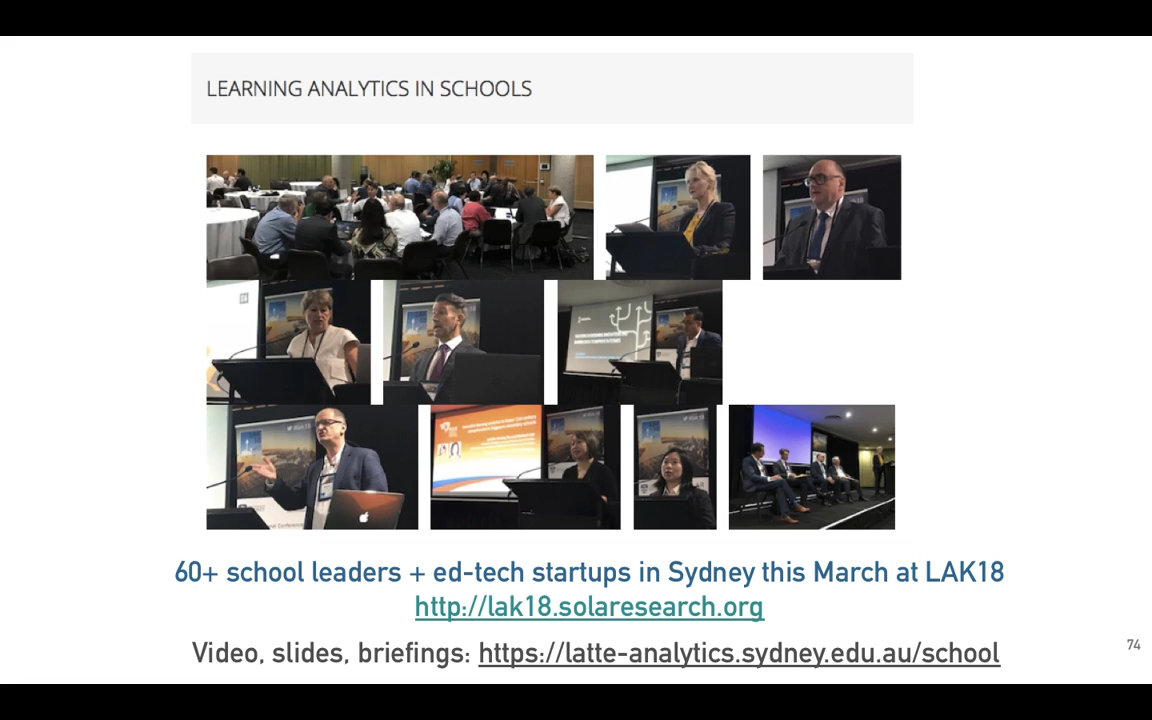 LEARNING ANALYTICS IN SCHOOLS
60+ school leaders + ed-tech startups in Sydney this March at LAK18
http://lak18.solaresearch.org
Video, slides, briefings: https://latte-analytics.sydney.edu.au/school
74